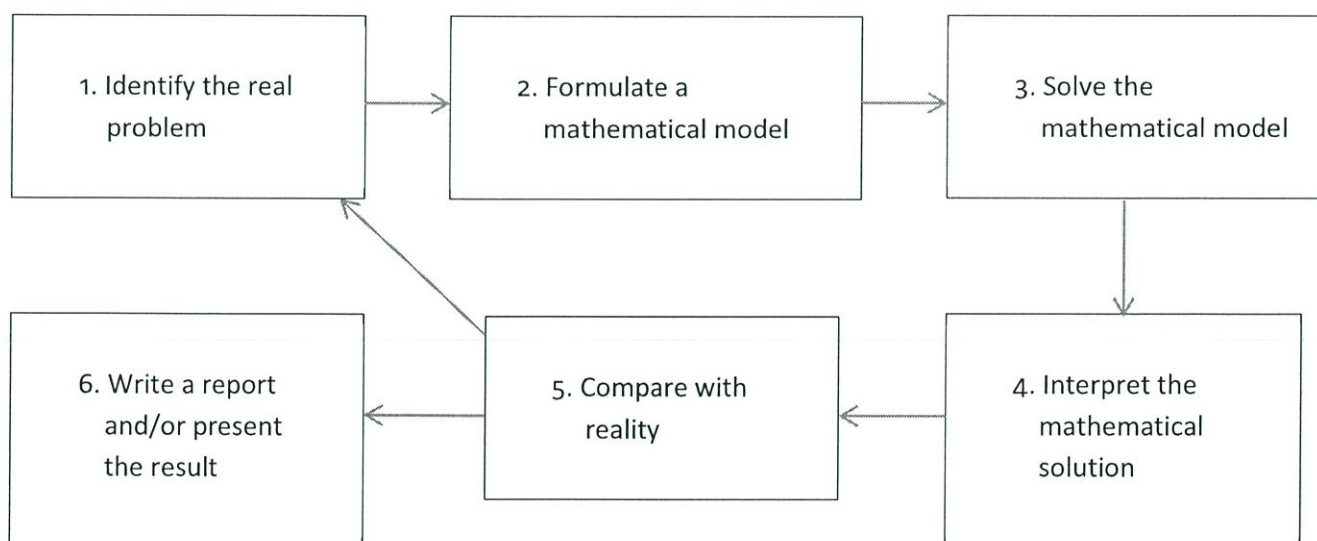 1. Identify the real
problem
2. Formulate a
mathematical model
3. Solve the
mathematical model
4. Interpret the
mathematical
solution
5. Compare with
reality
6. Write a report
and/or present
the result